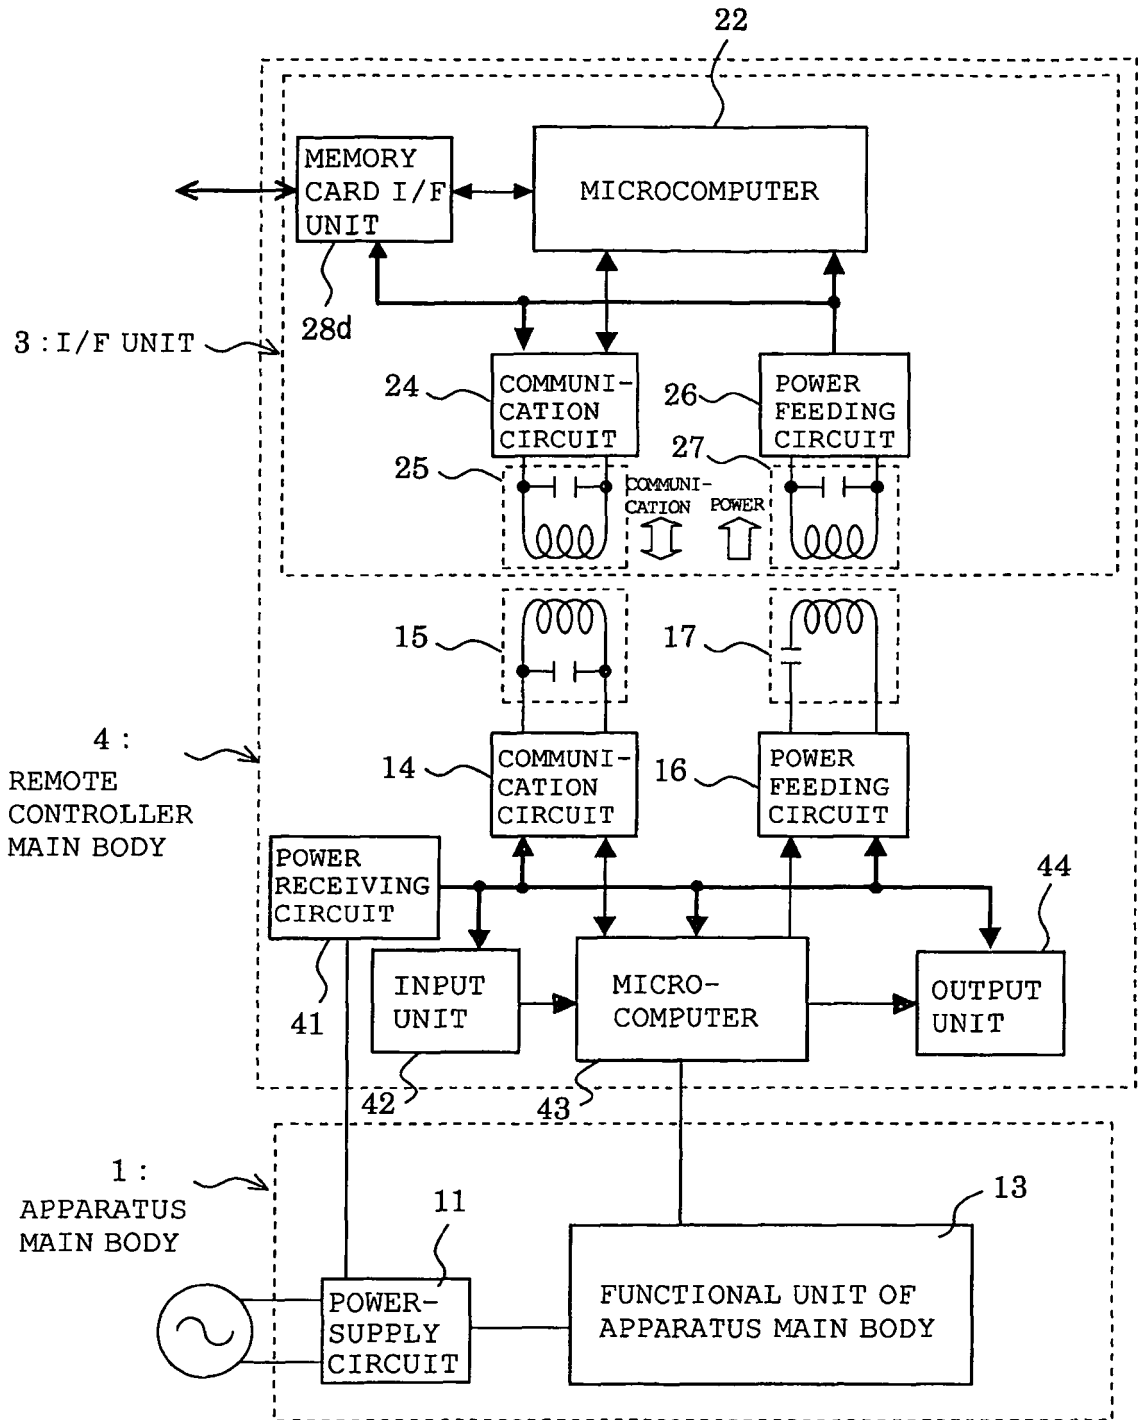 22
MEMORY
CARD I/F
UNIT
MICROCOMPUTER
28d
3 : I/F UNIT
24
COMMUNI-
CATION
CIRCUIT
26
POWER
FEEDING
CIRCUIT
25
COMMUNI-
CATION
POWER
27
15
17
4 :
REMOTE
CONTROLLER
MAIN BODY
14
COMMUNI-
CATION
CIRCUIT
16
POWER
FEEDING
CIRCUIT
POWER
RECEIVING
CIRCUIT
44
41
INPUT
UNIT
MICRO-
COMPUTER
OUTPUT
UNIT
42
43
1 :
APPARATUS
MAIN BODY
11
13
POWER-
SUPPLY
CIRCUIT
FUNCTIONAL UNIT OF
APPARATUS MAIN BODY